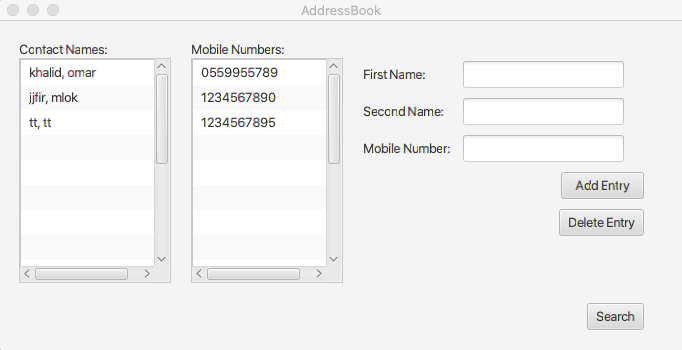 AddressBook
Contact Names:
khalid, omar
jjfir, mlok
tt, tt
Mobile Numbers:
0559955789
1234567890
1234567895
First Name:
Second Name:
Mobile Number:
Add Entry
Delete Entry
Search